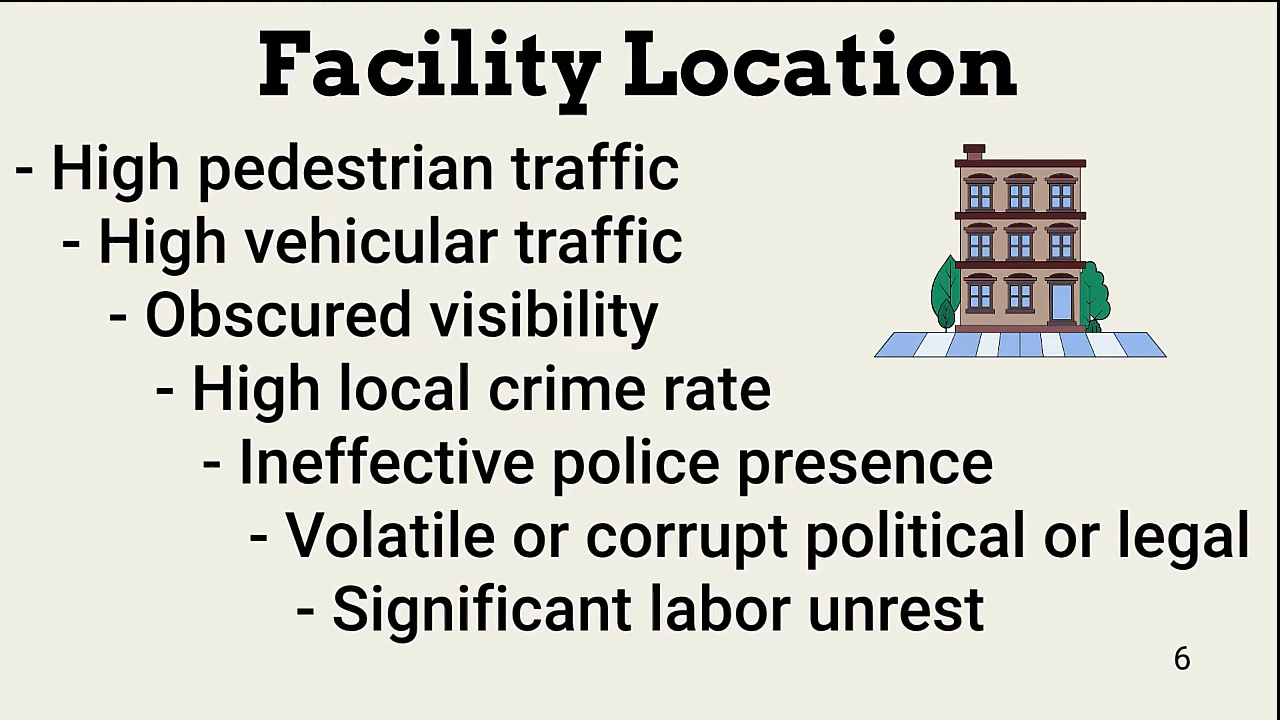 Facility Location
- High pedestrian traffic
- High vehicular traffic
- Obscured visibility
- High local crime rate
- Ineffective police presence
- Volatile or corrupt political or legal
- Significant labor unrest
6